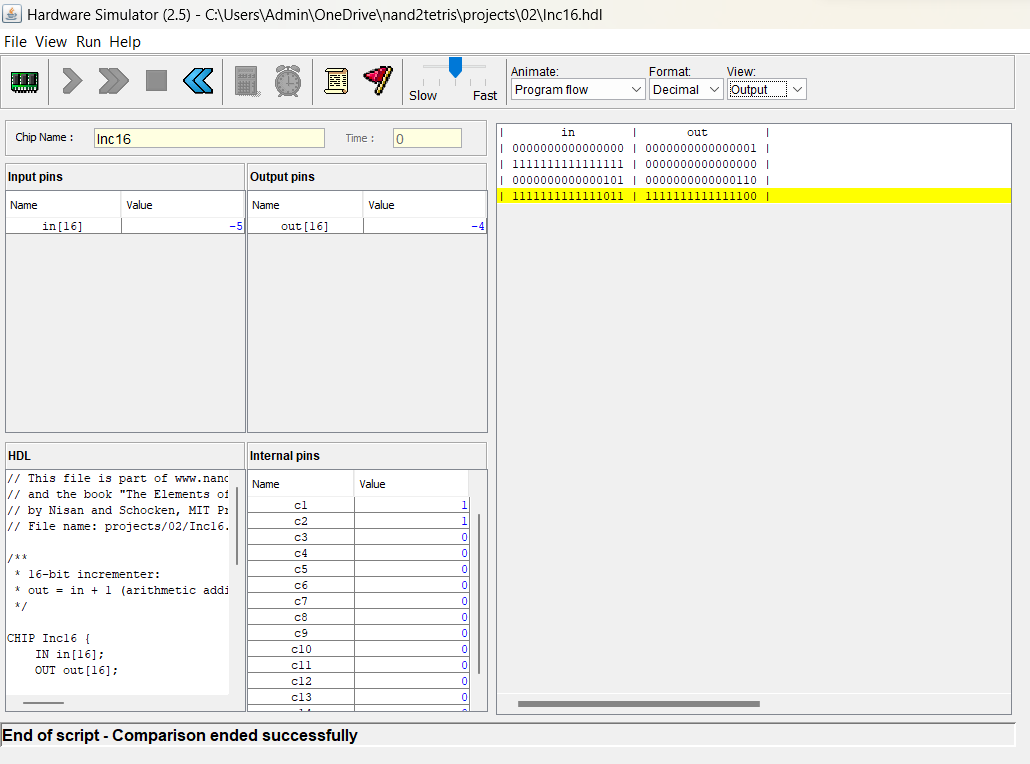 Hardware Simulator (2.5) - C:\Users\Admin\OneDrive\nand2tetris\projects\02\Inc16.hdl
File View Run Help
Slow Fast
Animate:
Program flow
Format:
Decimal
View:
Output
Chip Name :
Inc16
Time :
0
Input pins
Name Value
in[16] -5
Output pins
Name Value
out[16] -4
HDL
// This file is part of www.nand
// and the book "The Elements of
// by Nisan and Schocken, MIT Pr
// File name: projects/02/Inc16.
/**
* 16-bit incrementer:
* out = in + 1 (arithmetic addi
*/
CHIP Inc16 {
IN in[16];
OUT out[16];
Internal pins
Name Value
c1 1
c2 1
c3 0
c4 0
c5 0
c6 0
c7 0
c8 0
c9 0
c10 0
c11 0
c12 0
c13 0
| in | out |
| 0000000000000000 | 0000000000000001 |
| 1111111111111111 | 0000000000000000 |
| 0000000000000101 | 0000000000000110 |
| 1111111111111011 | 1111111111111100 |
End of script - Comparison ended successfully